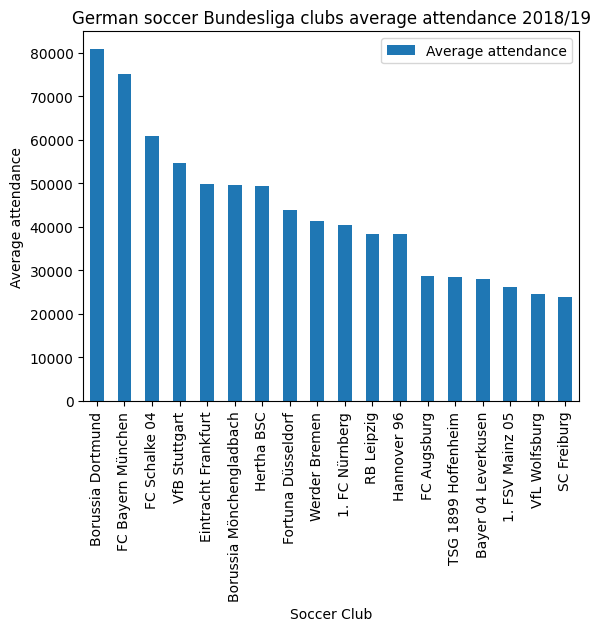 German soccer Bundesliga clubs average attendance 2018/19
Average attendance
Average attendance
80000
70000
60000
50000
40000
30000
20000
10000
0
Borussia Dortmund
FC Bayern München
FC Schalke 04
VfB Stuttgart
Eintracht Frankfurt
Borussia Mönchengladbach
Hertha BSC
Fortuna Düsseldorf
Werder Bremen
1. FC Nürnberg
RB Leipzig
Hannover 96
FC Augsburg
TSG 1899 Hoffenheim
Bayer 04 Leverkusen
1. FSV Mainz 05
VfL Wolfsburg
SC Freiburg
Soccer Club